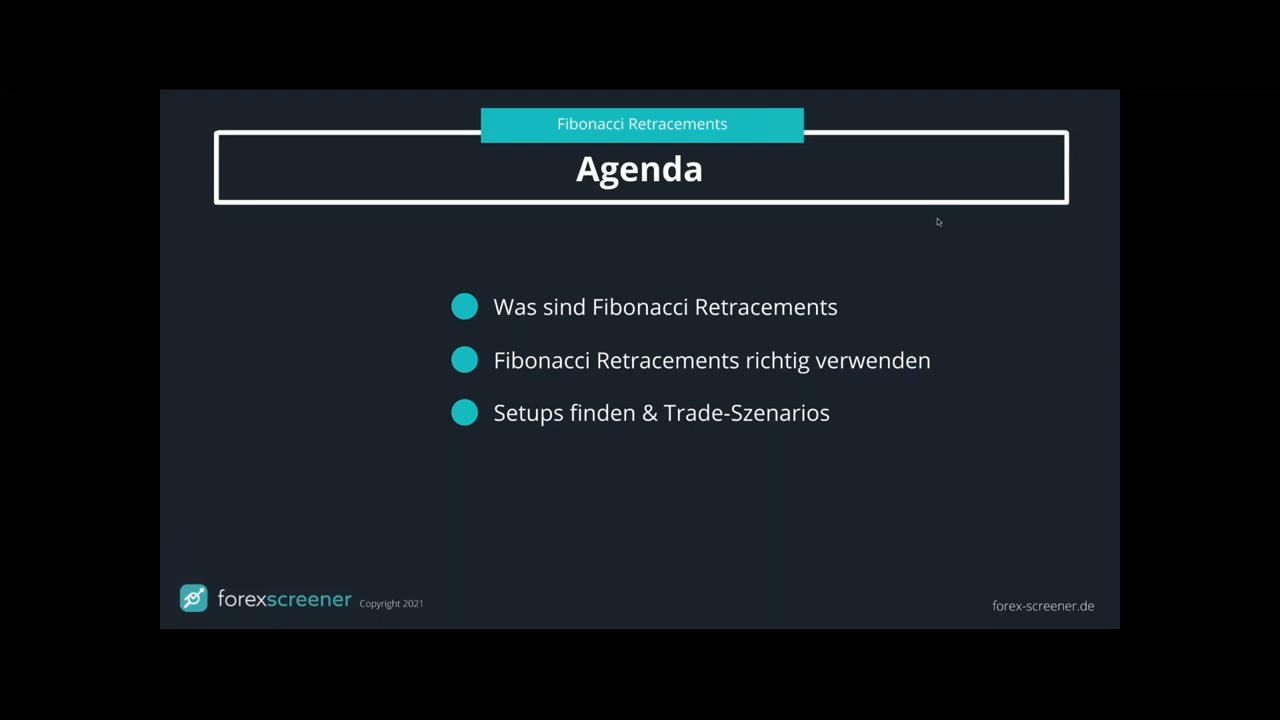 Fibonacci Retracements
Agenda
Was sind Fibonacci Retracements
Fibonacci Retracements richtig verwenden
Setups finden & Trade-Szenarios
forexscreener Copyright 2021
forex-screener.de